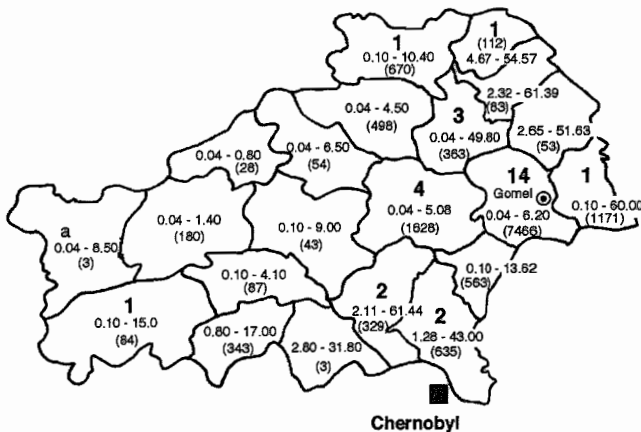 1
(112)
4.67 - 54.57
1
0.10 - 10.40
(670)
2.32 - 61.39
(63)
0.04 - 4.50
(498)
3
0.04 - 49.80
(363)
2.65 - 51.63
(53)
0.04 - 0.80
(28)
0.04 - 6.50
(54)
4
0.04 - 5.08
(1628)
14
Gomel
0.04 - 6.20
(7466)
1
0.10 - 60.00
(1171)
a
0.04 - 8.50
(3)
0.04 - 1.40
(180)
0.10 - 9.00
(43)
0.10 - 4.10
(87)
0.10 - 13.62
(563)
1
0.10 - 15.0
(84)
0.80 - 17.00
(343)
2.80 - 31.80
(3)
2
2.11 - 61.44
(329)
2
1.28 - 43.00
(635)
Chernobyl